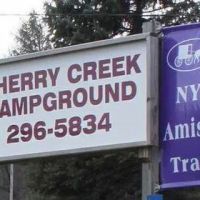 HERRY CREEK
AMPGROUND
296-5834
NY
Amis
Tra